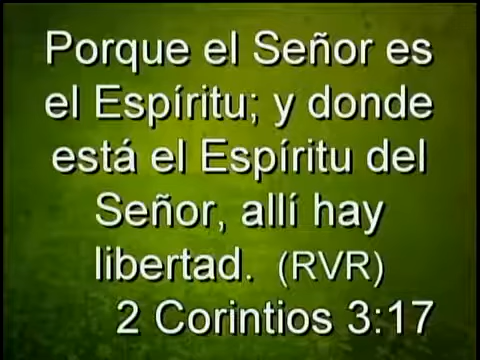 Porque el Señor es
el Espíritu; y donde
está el Espíritu del
Señor, allí hay
libertad. (RVR)
2 Corintios 3:17